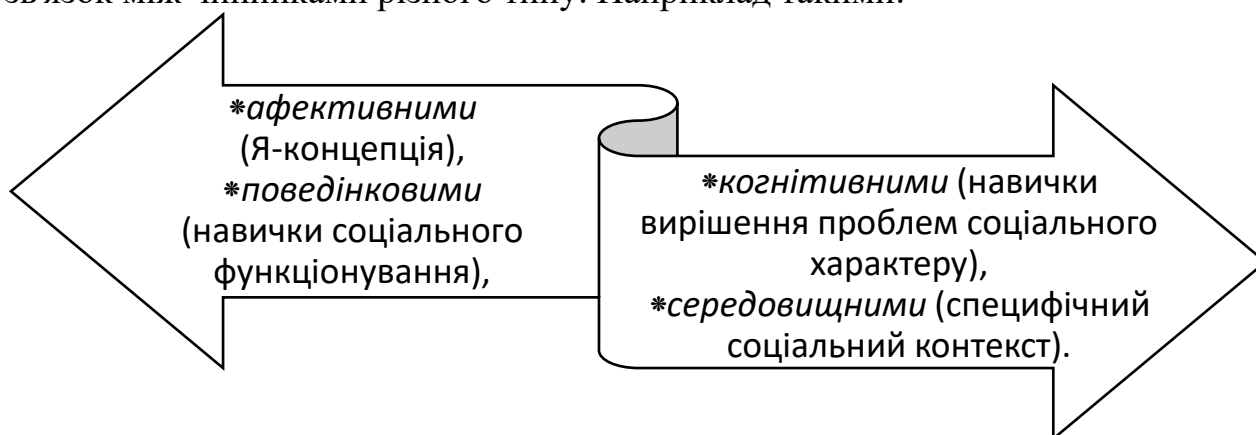 зв'язок між чинниками різного типу. Наприклад такими:
*афективними
(Я-концепція),
*поведінковими
(навички соціального
функціонування),
*когнітивними (навички
вирішення проблем соціального
характеру),
*середовищними (специфічний
соціальний контекст).